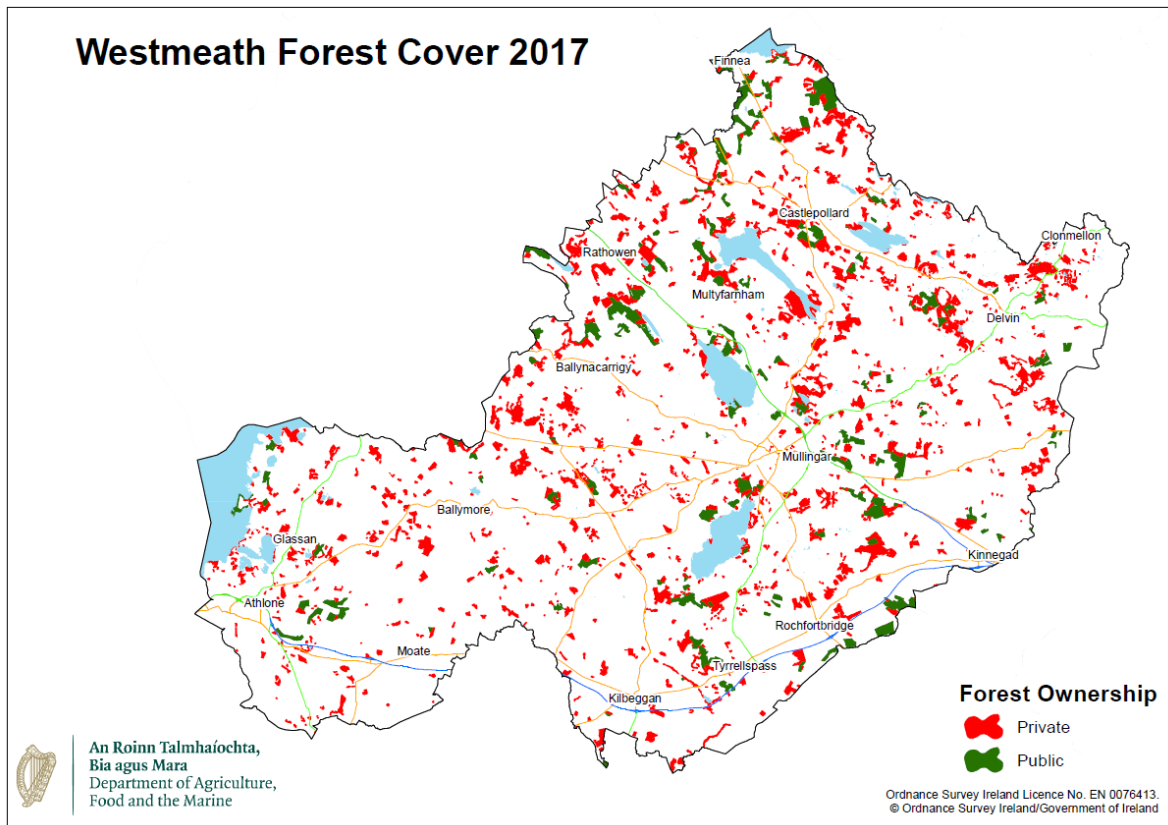 Westmeath Forest Cover 2017
Finnea
Castlepollard
Clonmellon
Rathowen
Multyfarnham
Delvin
Ballynacarrigy
Mullingar
Ballymore
Glassan
Kinnegad
Athlone
Rochfortbridge
Moate
Tyrrellspass
Kilbeggan
Forest Ownership
Private
Public
An Roinn Talmhaíochta,
Bia agus Mara
Department of Agriculture,
Food and the Marine
Ordnance Survey Ireland Licence No. EN 0076413.
© Ordnance Survey Ireland/Government of Ireland